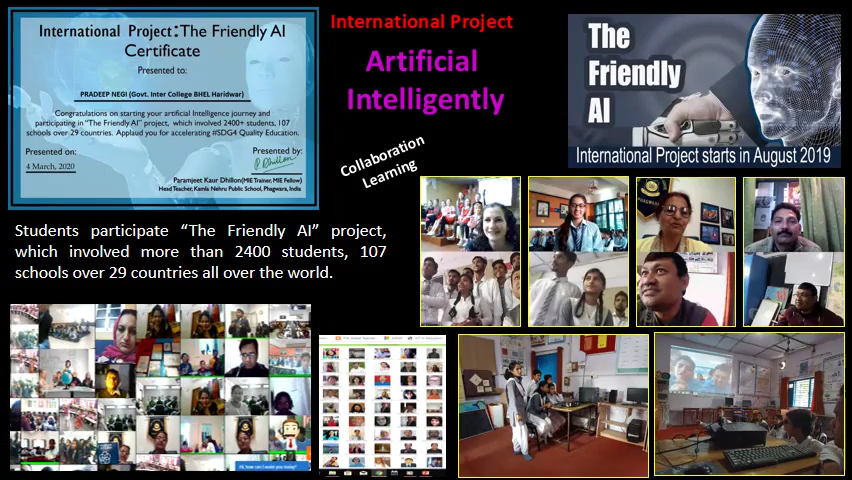 International Project:The Friendly AI
Certificate
Presented to:
PRADEEP NEGI (Govt. Inter College BHEL Haridwar)
Congratulations on starting your artificial Intelligence journey and
participating in "The Friendly AI" project, which involved 2400+ students, 107
schools over 29 countries. Applaud you for accelerating #SDG4 Quality Education.
Presented on:
4 March, 2020
Presented by:
P. Dhillon
Paramjeet Kaur Dhillon(MIE Trainer, MIE Fellow)
Head Teacher, Kamla Nehru Public School, Phagwara, India
International Project
Artificial
Intelligently
Collaboration
Learning
The
Friendly
AI
International Project starts in August 2019
Students participate “The Friendly AI” project,
which involved more than 2400 students, 107
schools over 29 countries all over the world.
PHAGWARA
Hi, how can I help you today?